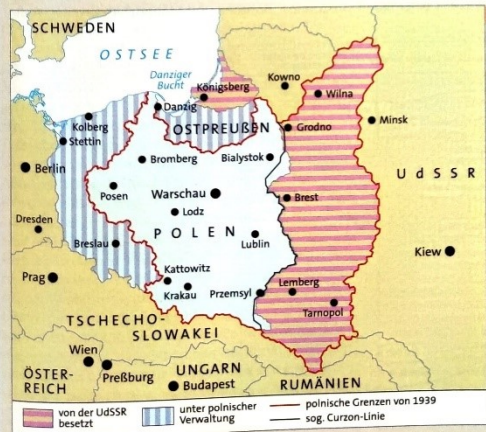 SCHWEDEN
OSTSEE
Danziger
Bucht
Königsberg
Kowno
Wilna
Danzig
Kolberg
Stettin
OSTPREUßEN
Grodno
Minsk
Berlin
Bromberg
Bialystok
UdSSR
Posen
Warschau
Brest
Lodz
Dresden
POLEN
Breslau
Lublin
Kiew
Prag
Kattowitz
Krakau
Przemsyl
Lemberg
Tarnopol
TSCHECHO-
SLOWAKEI
Wien
Preßburg
UNGARN
ÖSTER-
REICH
Budapest
RUMÄNIEN
von der UdSSR
besetzt
unter polnischer
Verwaltung
polnische Grenzen von 1939
sog. Curzon-Linie